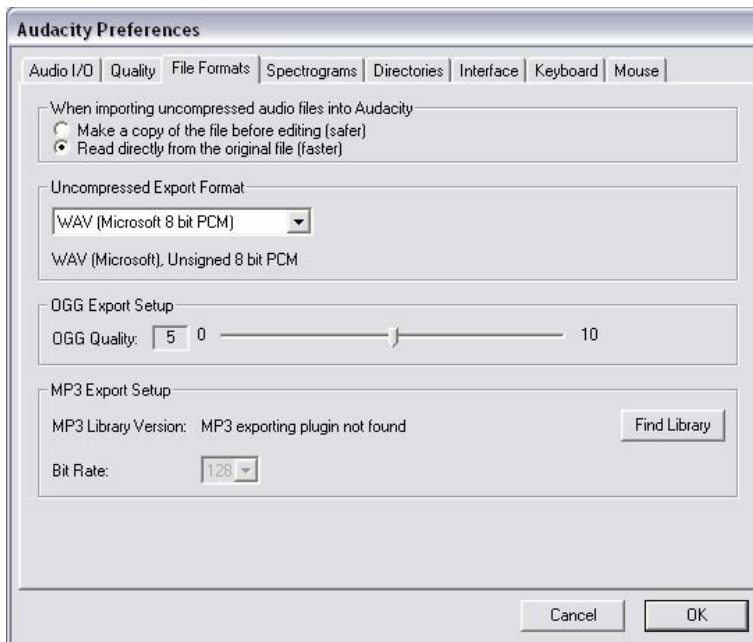 Audacity Preferences
Audio I/O Quality File Formats Spectrograms Directories Interface Keyboard Mouse
When importing uncompressed audio files into Audacity
Make a copy of the file before editing (safer)
Read directly from the original file (faster)
Uncompressed Export Format
WAV (Microsoft 8 bit PCM)
WAV (Microsoft), Unsigned 8 bit PCM
OGG Export Setup
OGG Quality: 5 0 10
MP3 Export Setup
MP3 Library Version: MP3 exporting plugin not found Find Library
Bit Rate: 128
Cancel OK